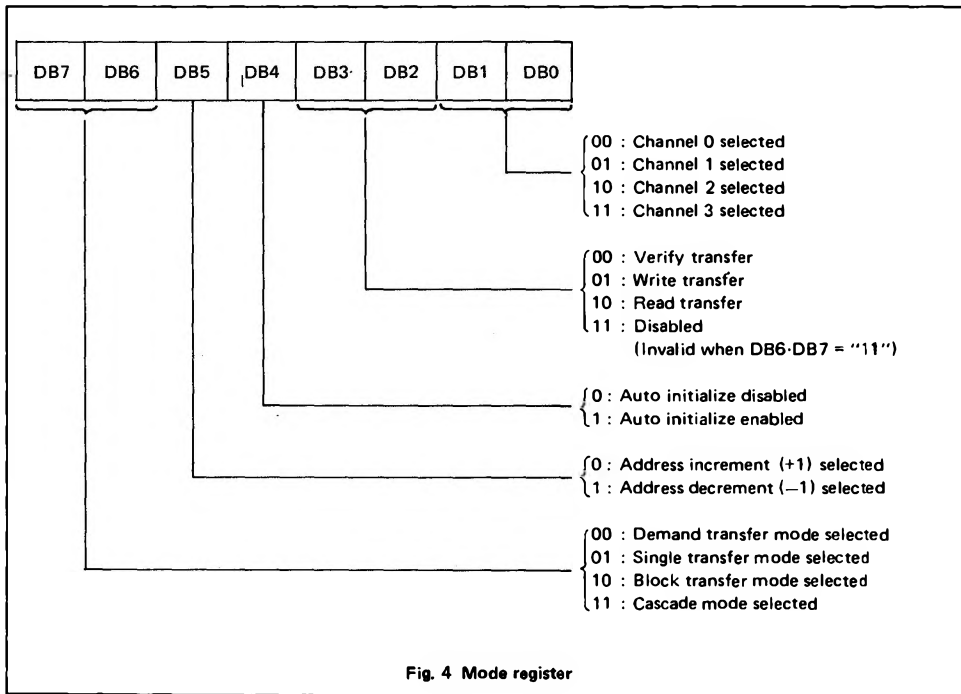 DB7 DB6 DB5 DB4 DB3 DB2 DB1 DB0
00 : Channel 0 selected
01 : Channel 1 selected
10 : Channel 2 selected
11 : Channel 3 selected
00 : Verify transfer
01 : Write transfer
10 : Read transfer
11 : Disabled
(Invalid when DB6·DB7 = "11")
0 : Auto initialize disabled
1 : Auto initialize enabled
0 : Address increment (+1) selected
1 : Address decrement (—1) selected
00 : Demand transfer mode selected
01 : Single transfer mode selected
10 : Block transfer mode selected
11 : Cascade mode selected
Fig. 4 Mode register